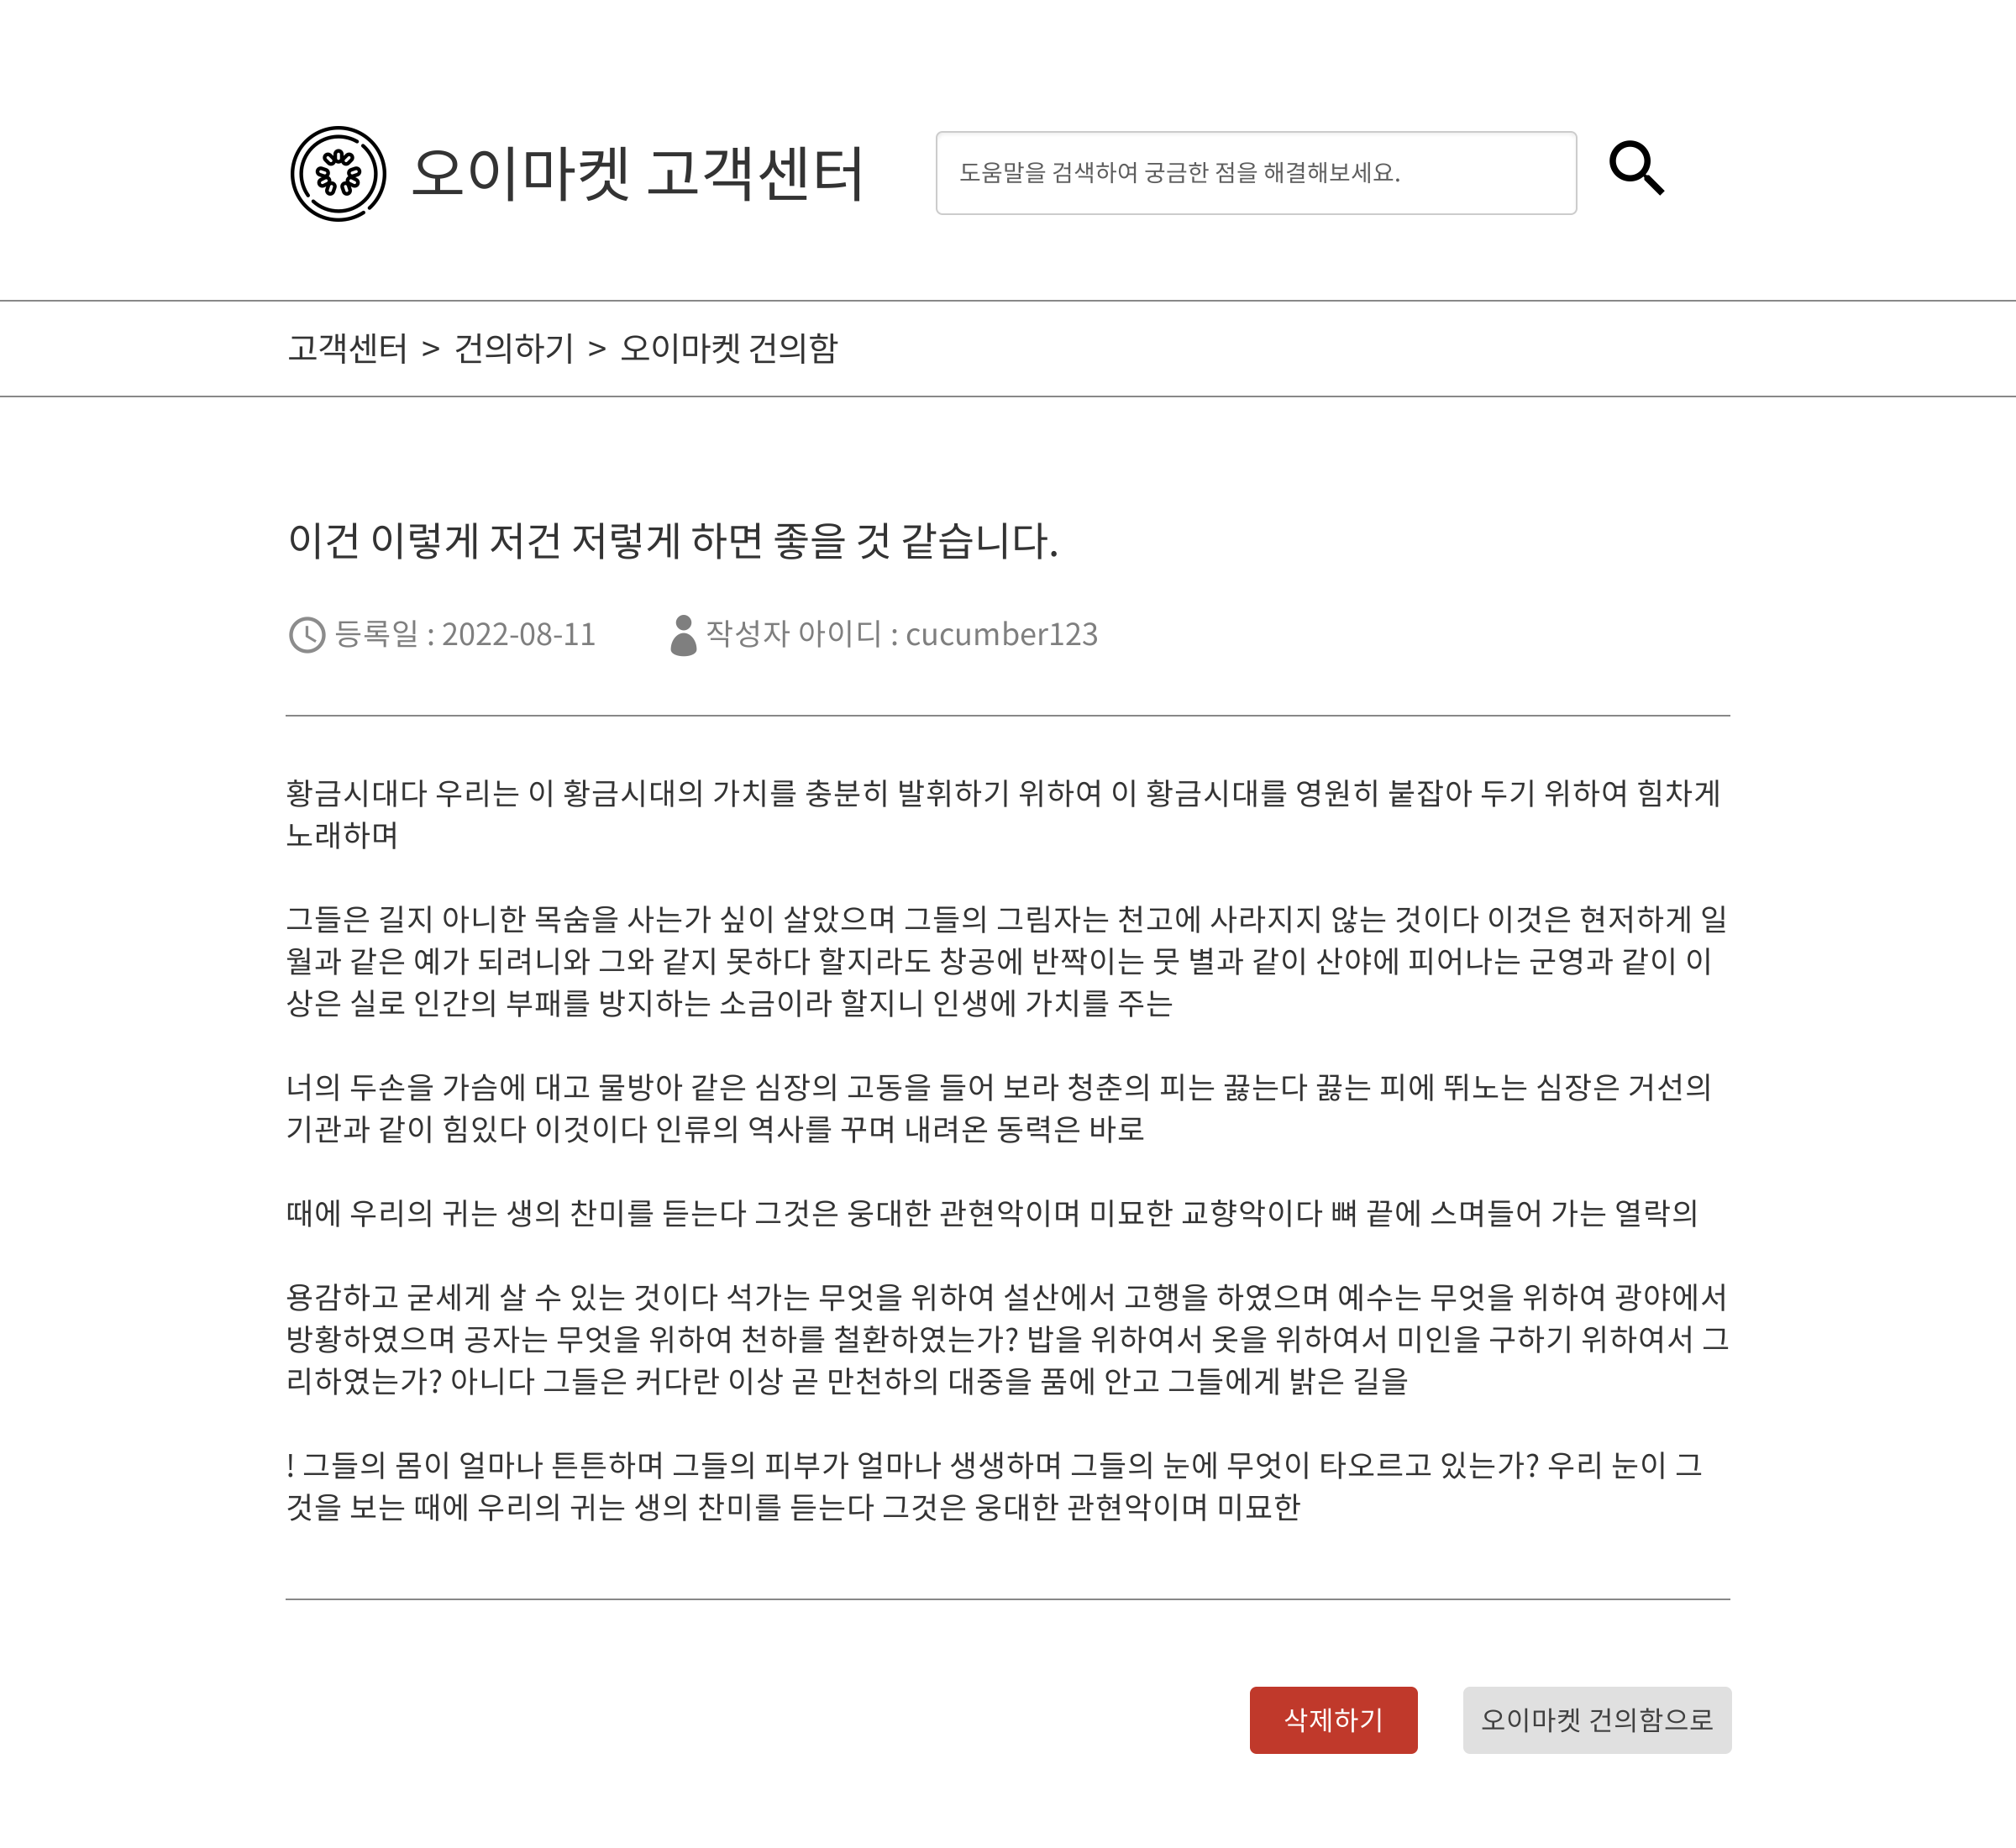 오이마켓 고객센터
도움말을 검색하여 궁금한 점을 해결해보세요.
고객센터 > 건의하기 > 오이마켓 건의함
이건 이렇게 저건 저렇게 하면 좋을 것 같습니다.
등록일 : 2022-08-11 작성자 아이디 : cucumber123
황금시대다 우리는 이 황금시대의 가치를 충분히 발휘하기 위하여 이 황금시대를 영원히 붙잡아 두기 위하여 힘차게
노래하며
그들은 길지 아니한 목숨을 사는가 싶이 살았으며 그들의 그림자는 천고에 사라지지 않는 것이다 이것은 현저하게 일
월과 같은 예가 되려니와 그와 같지 못하다 할지라도 창공에 반짝이는 뭇 별과 같이 산야에 피어나는 군영과 같이 이
상은 실로 인간의 부패를 방지하는 소금이라 할지니 인생에 가치를 주는
너의 두손을 가슴에 대고 물방아 같은 심장의 고동을 들어 보라 청춘의 피는 끓는다 끓는 피에 뛰노는 심장은 거선의
기관과 같이 힘있다 이것이다 인류의 역사를 꾸며 내려온 동력은 바로
때에 우리의 귀는 생의 찬미를 듣는다 그것은 웅대한 관현악이며 미묘한 교향악이다 뼈 끝에 스며들어 가는 열락의
용감하고 굳세게 살 수 있는 것이다 석가는 무엇을 위하여 설산에서 고행을 하였으며 예수는 무엇을 위하여 광야에서
방황하였으며 공자는 무엇을 위하여 천하를 철환하였는가? 밥을 위하여서 옷을 위하여서 미인을 구하기 위하여서 그
리하였는가? 아니다 그들은 커다란 이상 곧 만천하의 대중을 품에 안고 그들에게 밝은 길을
! 그들의 몸이 얼마나 튼튼하며 그들의 피부가 얼마나 생생하며 그들의 눈에 무엇이 타오르고 있는가? 우리 눈이 그
것을 보는 때에 우리의 귀는 생의 찬미를 듣는다 그것은 웅대한 관현악이며 미묘한
삭제하기 오이마켓 건의함으로